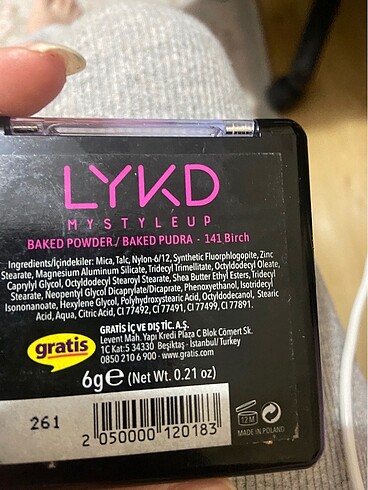 LYKD
MYSTYLEUP
BAKED POWDER / BAKED PUDRA - 141 Birch
Ingredients/İçindekiler: Mica, Talc, Nylon-6/12, Synthetic Fluorphlogopite, Zinc
Stearate, Magnesium Aluminum Silicate, Tridecyl Trimellitate, Octyldodecyl Oleate,
Caprylyl Glycol, Octyldodecyl Stearoyl Stearate, Shea Butter Ethyl Esters, Tridecyl
Stearate, Neopentyl Glycol Dicaprylate/Dicaprate, Phenoxyethanol, Isotridecyl
Isononanoate, Hexylene Glycol, Polyhydroxystearic Acid, Octyldodecanol, Stearic
Acid, Aqua, Citric Acid, CI 77492, CI 77491, CI 77499, CI 77891.
gratis
GRATİS İÇ VE DIŞ TİC. A.Ş.
Levent Mah. Yapı Kredi Plaza C Blok Cömert Sk.
1C Kat:5 34330 Beşiktaş - İstanbul/ Turkey
0850 210 6 900 - www.gratis.com
6g e (Net Wt. 0.21 oz)
261
2 050000 120183
12 M
MADE IN POLAND